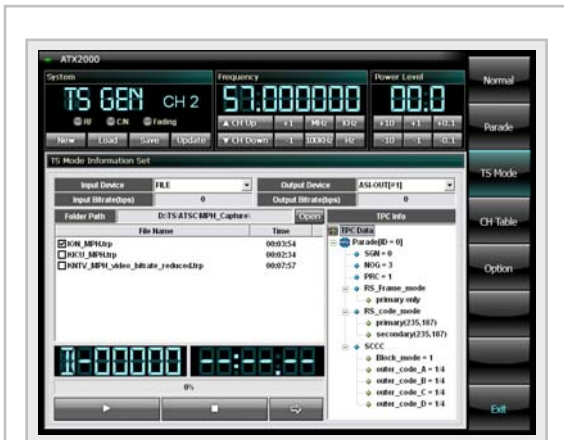 ATX2000
System
Frequency
Power Level
TS GEN
CH 2
57.000000
00.0
RF
C/N
Fading
▲ CH Up
+1
MHz
KHz
+10
+1
+0.1
New
Load
Save
Update
▼ CH Down
-1
100KHz
Hz
-10
-1
-0.1
Normal
Parade
TS Mode
CH Table
Option
Exit
TS Mode Information Set
Input Device
FILE
Output Device
ASI-OUT[#1]
Input Bitrate(bps)
0
Output Bitrate(bps)
0
Folder Path
D:\TS\ATSC\MPH_Capture\
Open
TPC Info
File Name
Time
ION_MPH.trp
00:03:54
KICU_MPH.trp
00:02:34
KNTV_MPH_video_bitrate_reduced.trp
00:07:57
TPC Data
Parade[ID = 0]
SGN = 0
NOG = 3
PRC = 1
RS_Frame_mode
primary only
RS_code_mode
primary(235,187)
secondary(235,187)
SCCC
Block_mode = 1
outer_code_A = 1/4
outer_code_B = 1/4
outer_code_C = 1/4
outer_code_D = 1/4
--:--.--
0%